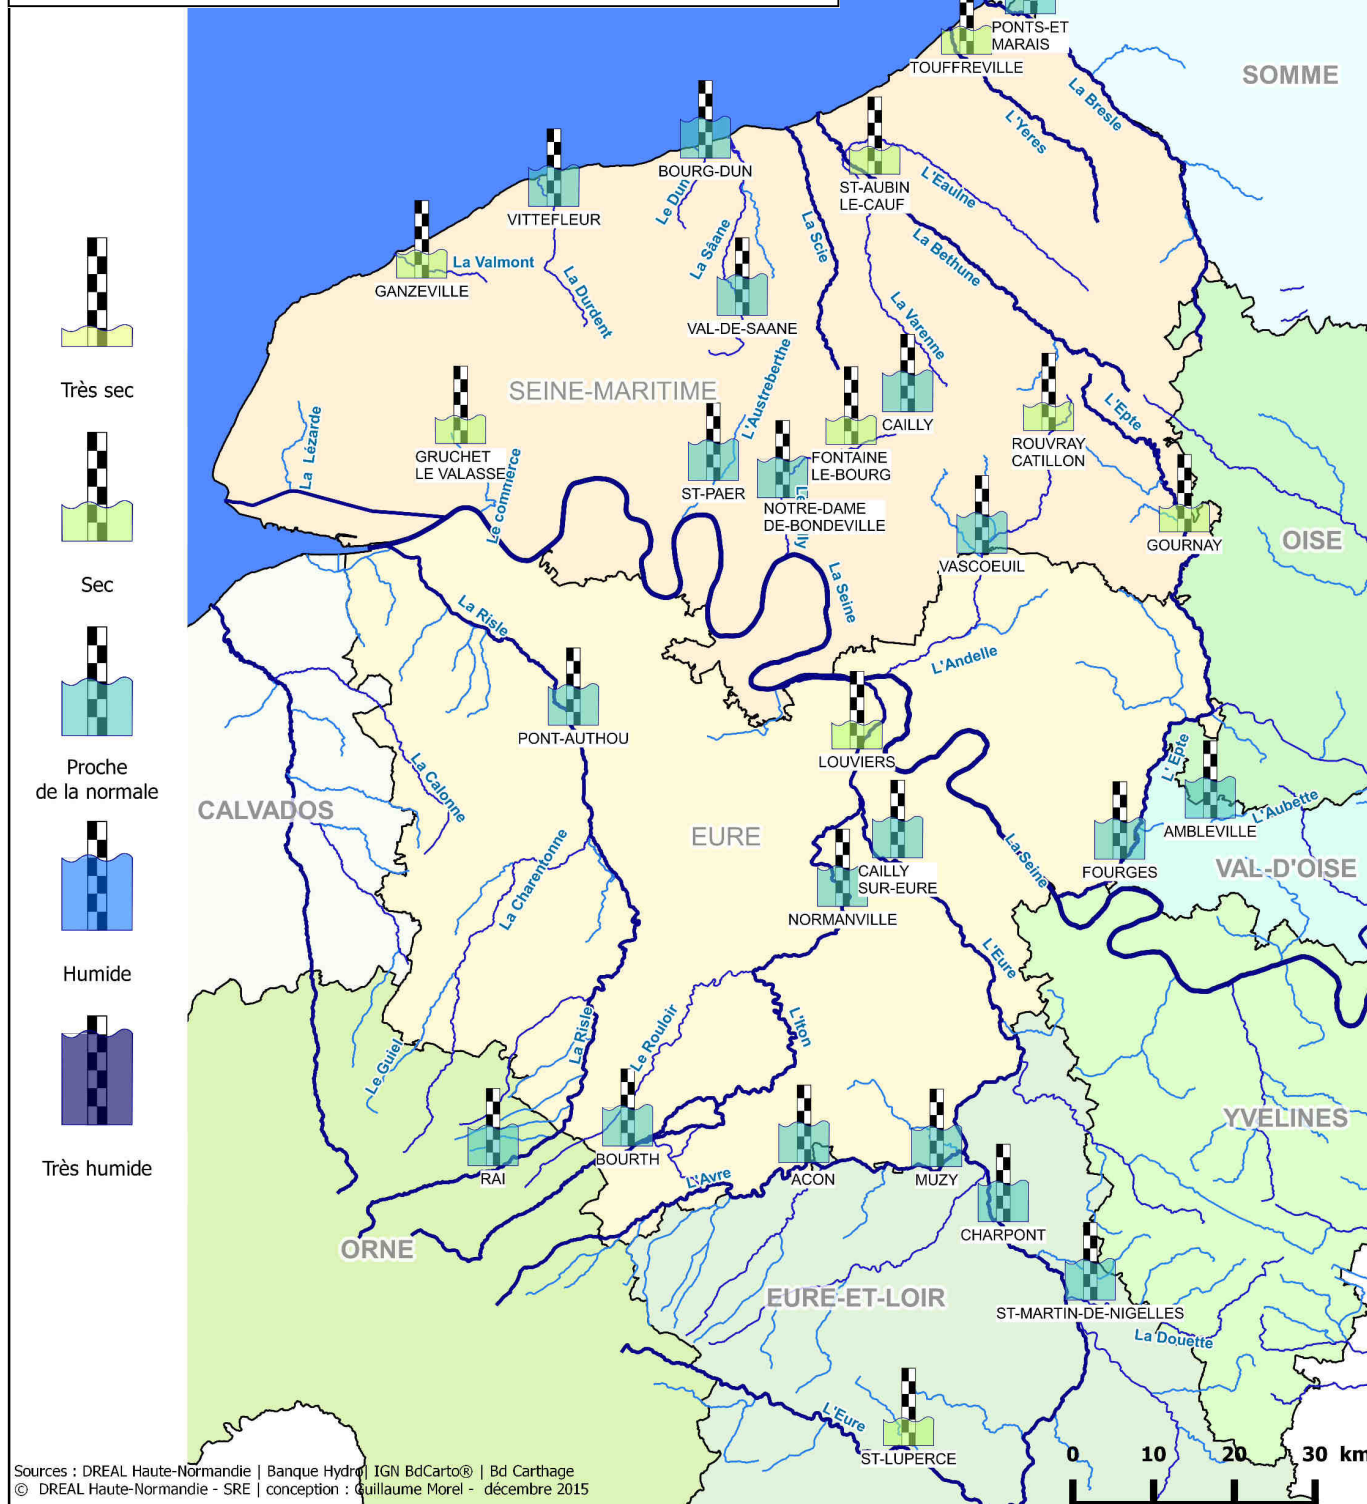 PONTS-ET
MARAIS
TOUFFREVILLE
SOMME
La Bresle
L'Yeres
BOURG-DUN
ST-AUBIN
LE-CAUF
L'Eaulne
VITTEFLEUR
Le Dun
La Sâane
La Scie
La Bethune
La Valmont
GANZEVILLE
La Durdent
VAL-DE-SAANE
La Varenne
Très sec
SEINE-MARITIME
L'Austreberthe
CAILLY
L'Epte
La Lézarde
GRUCHET
LE VALASSE
FONTAINE
LE-BOURG
ROUVRAY
CATILLON
Le commerce
ST-PAER
NOTRE-DAME
DE-BONDEVILLE
GOURNAY
OISE
VASCOEUIL
Sec
La Risle
La Seine
L'Andelle
PONT-AUTHOU
LOUVIERS
Proche
de la normale
La Calonne
L'Epte
CALVADOS
EURE
AMBLEVILLE
L'Aubette
La Charentonne
CAILLY
SUR-EURE
La Seine
FOURGES
VAL-D'OISE
NORMANVILLE
Humide
L'Eure
L'Iton
La Risle
Le Rouloir
Le Guiel
YVELINES
Très humide
RAI
BOURTH
L'Avre
ACON
MUZY
CHARPONT
ORNE
EURE-ET-LOIR
ST-MARTIN-DE-NIGELLES
La Douette
L'Eure
ST-LUPERCE
0 10 20 30 km
Sources : DREAL Haute-Normandie | Banque Hydro| IGN BdCarto® | Bd Carthage
© DREAL Haute-Normandie - SRE | conception : Guillaume Morel - décembre 2015